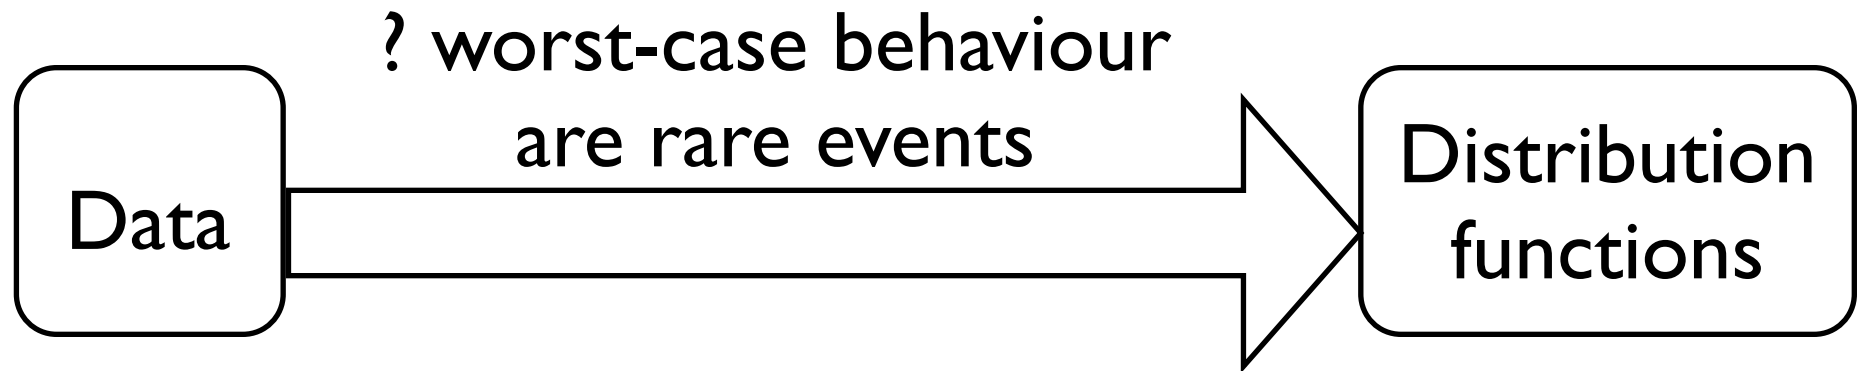 ? worst-case behaviour
are rare events
Data
Distribution
functions